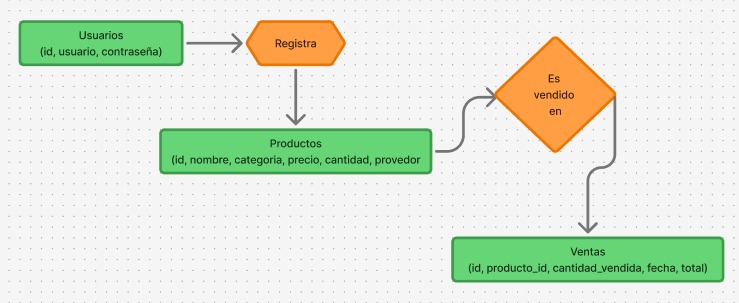 Usuarios
(id, usuario, contraseña)
Registra
Productos
(id, nombre, categoria, precio, cantidad, provedor
Es
vendido
en
Ventas
(id, producto_id, cantidad_vendida, fecha, total)